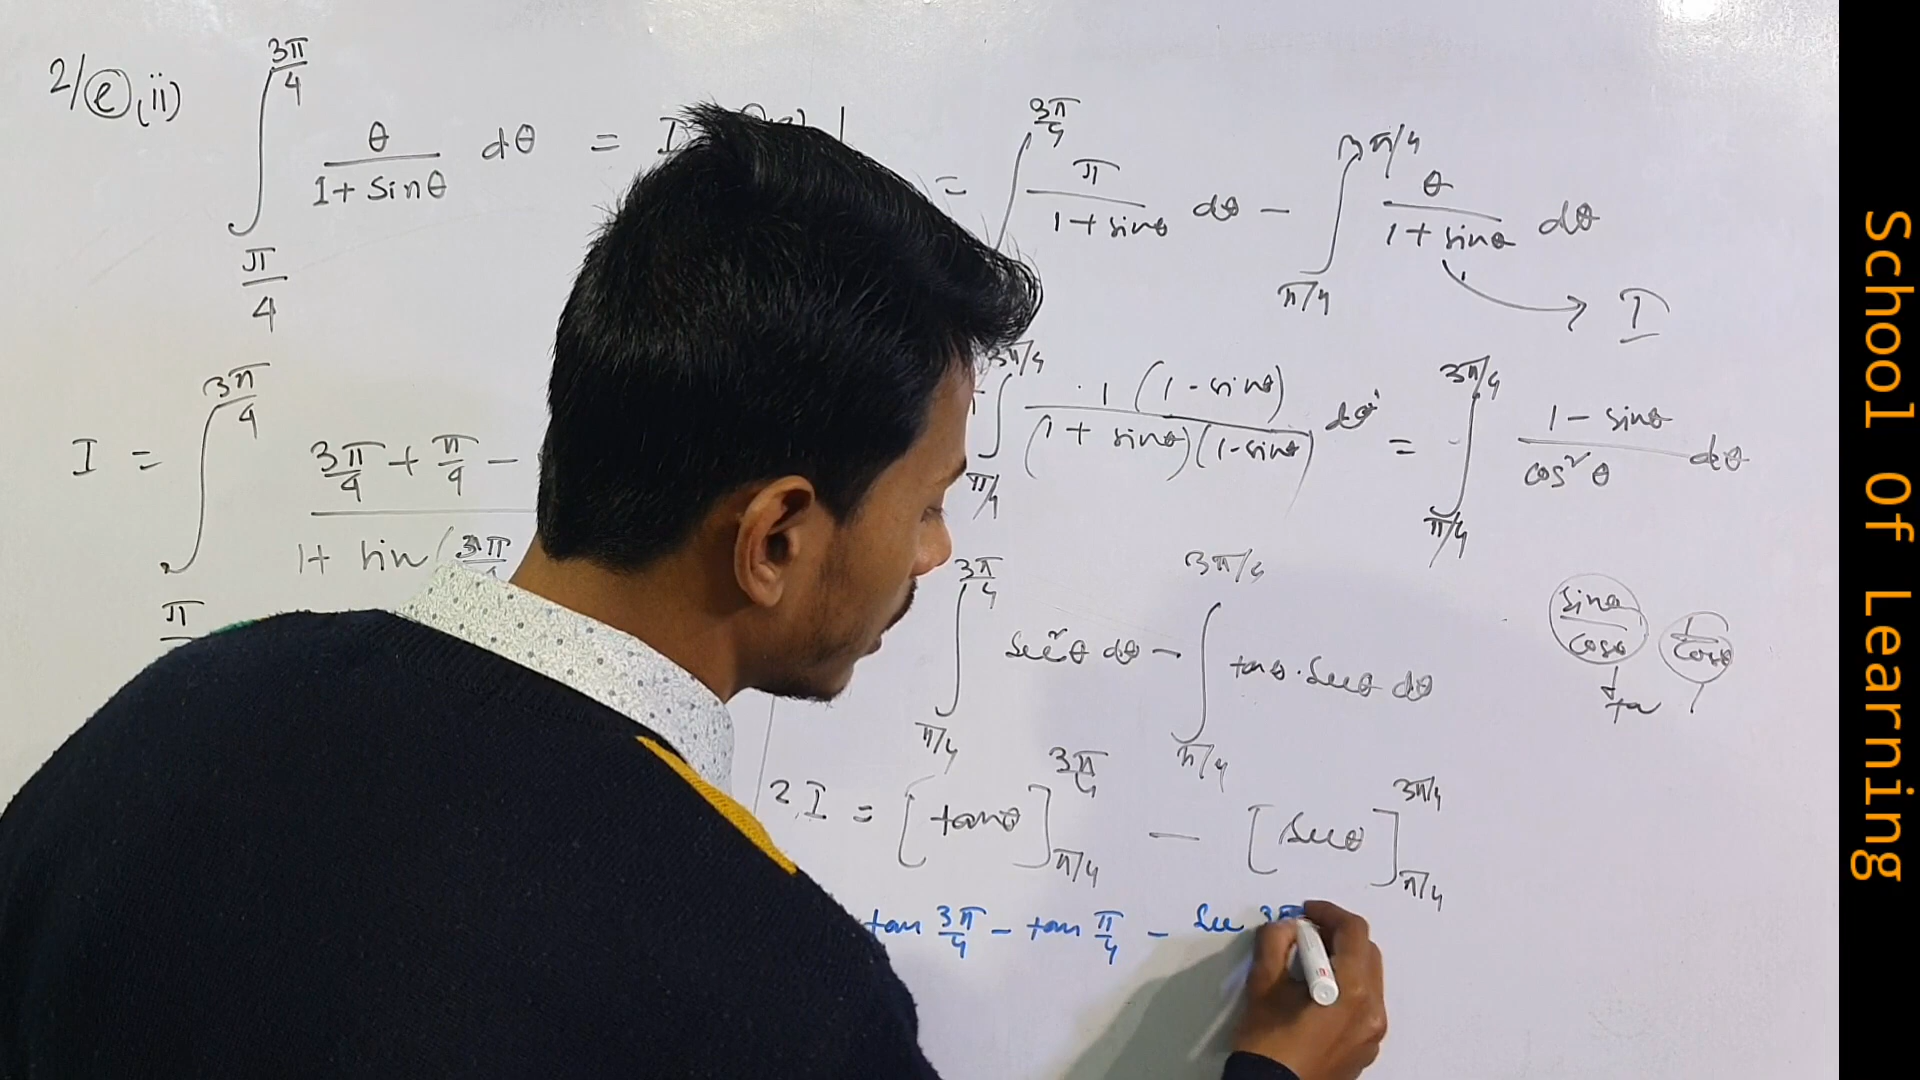 2/(e),(ii) ∫_{π/4}^{3π/4} θ/(1+sinθ) dθ = I
I = ∫^{3π/4} 3π/4 + π/4 −
1+ sin(3π
π
= ∫^{3π/4} π/(1+sinθ) dθ − ∫_{π/4}^{3π/4} θ/(1+sinθ) dθ
→ I
∫_{π/4}^{3π/4} 1(1-sinθ)/((1+sinθ)(1-sinθ)) dθ = ∫_{π/4}^{3π/4} (1-sinθ)/cos²θ dθ
∫_{π/4}^{3π/4} sec²θ dθ − ∫_{π/4}^{3π/4} tanθ.secθ dθ
sinθ/cosθ 1/cosθ
ta
2I = [tanθ]_{π/4}^{3π/4} − [secθ]_{π/4}^{3π/4}
tan 3π/4 − tan π/4 − sec 3π
School Of Learning